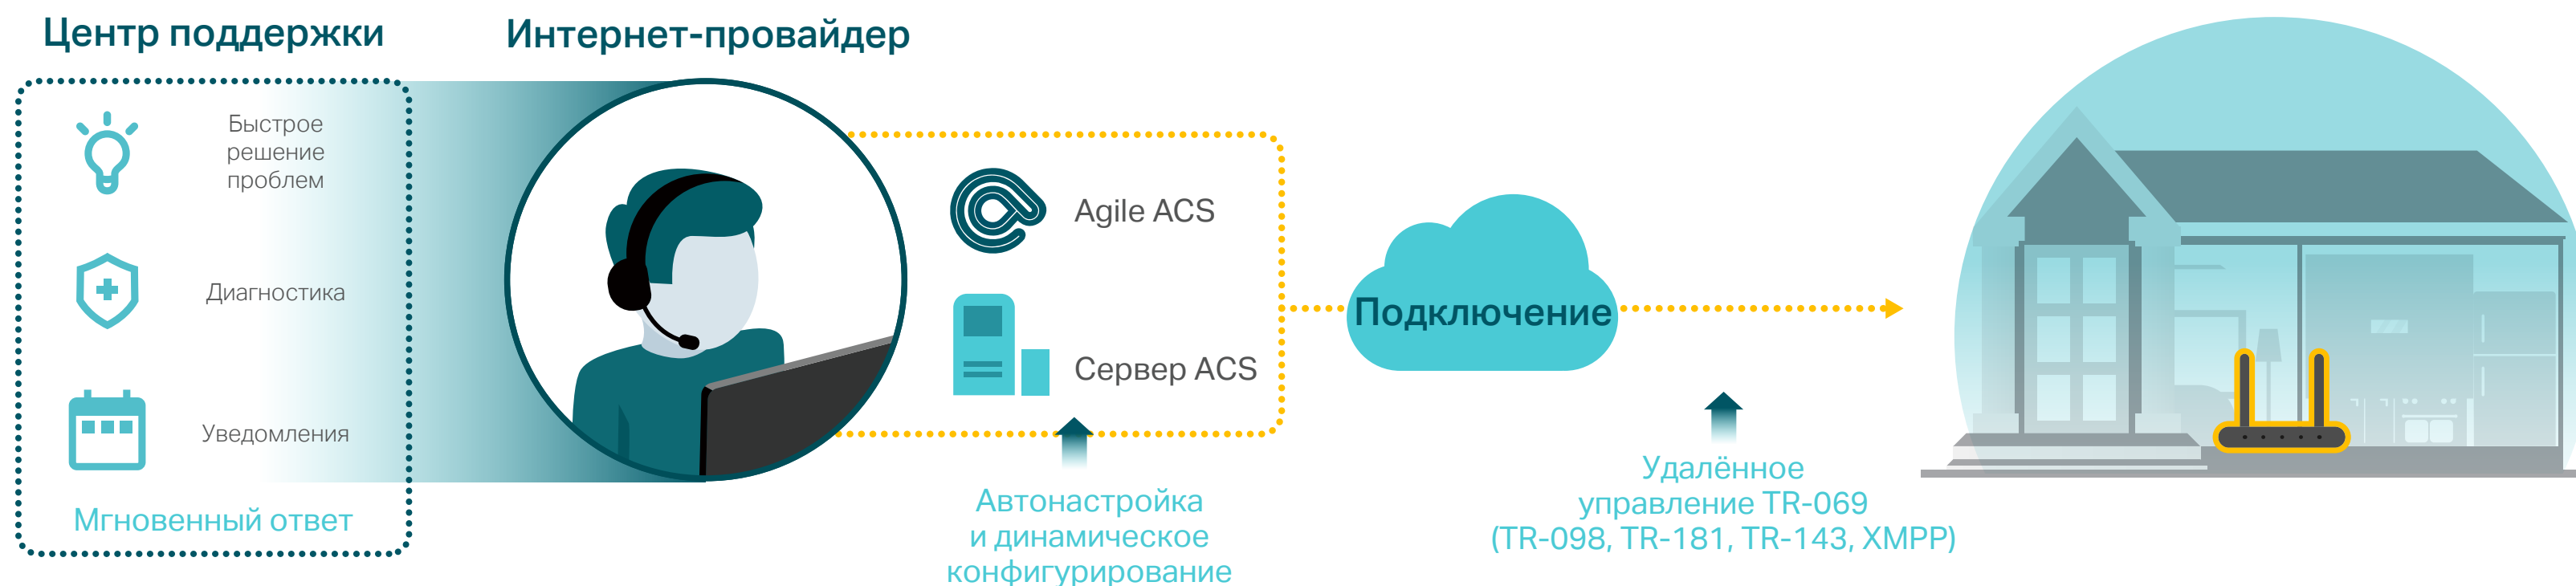 Центр поддержки
Быстрое
решение
проблем
Диагностика
Уведомления
Мгновенный ответ
Интернет-провайдер
Agile ACS
Сервер ACS
Автонастройка
и динамическое
конфигурирование
Подключение
Удалённое
управление TR-069
(TR-098, TR-181, TR-143, XMPP)